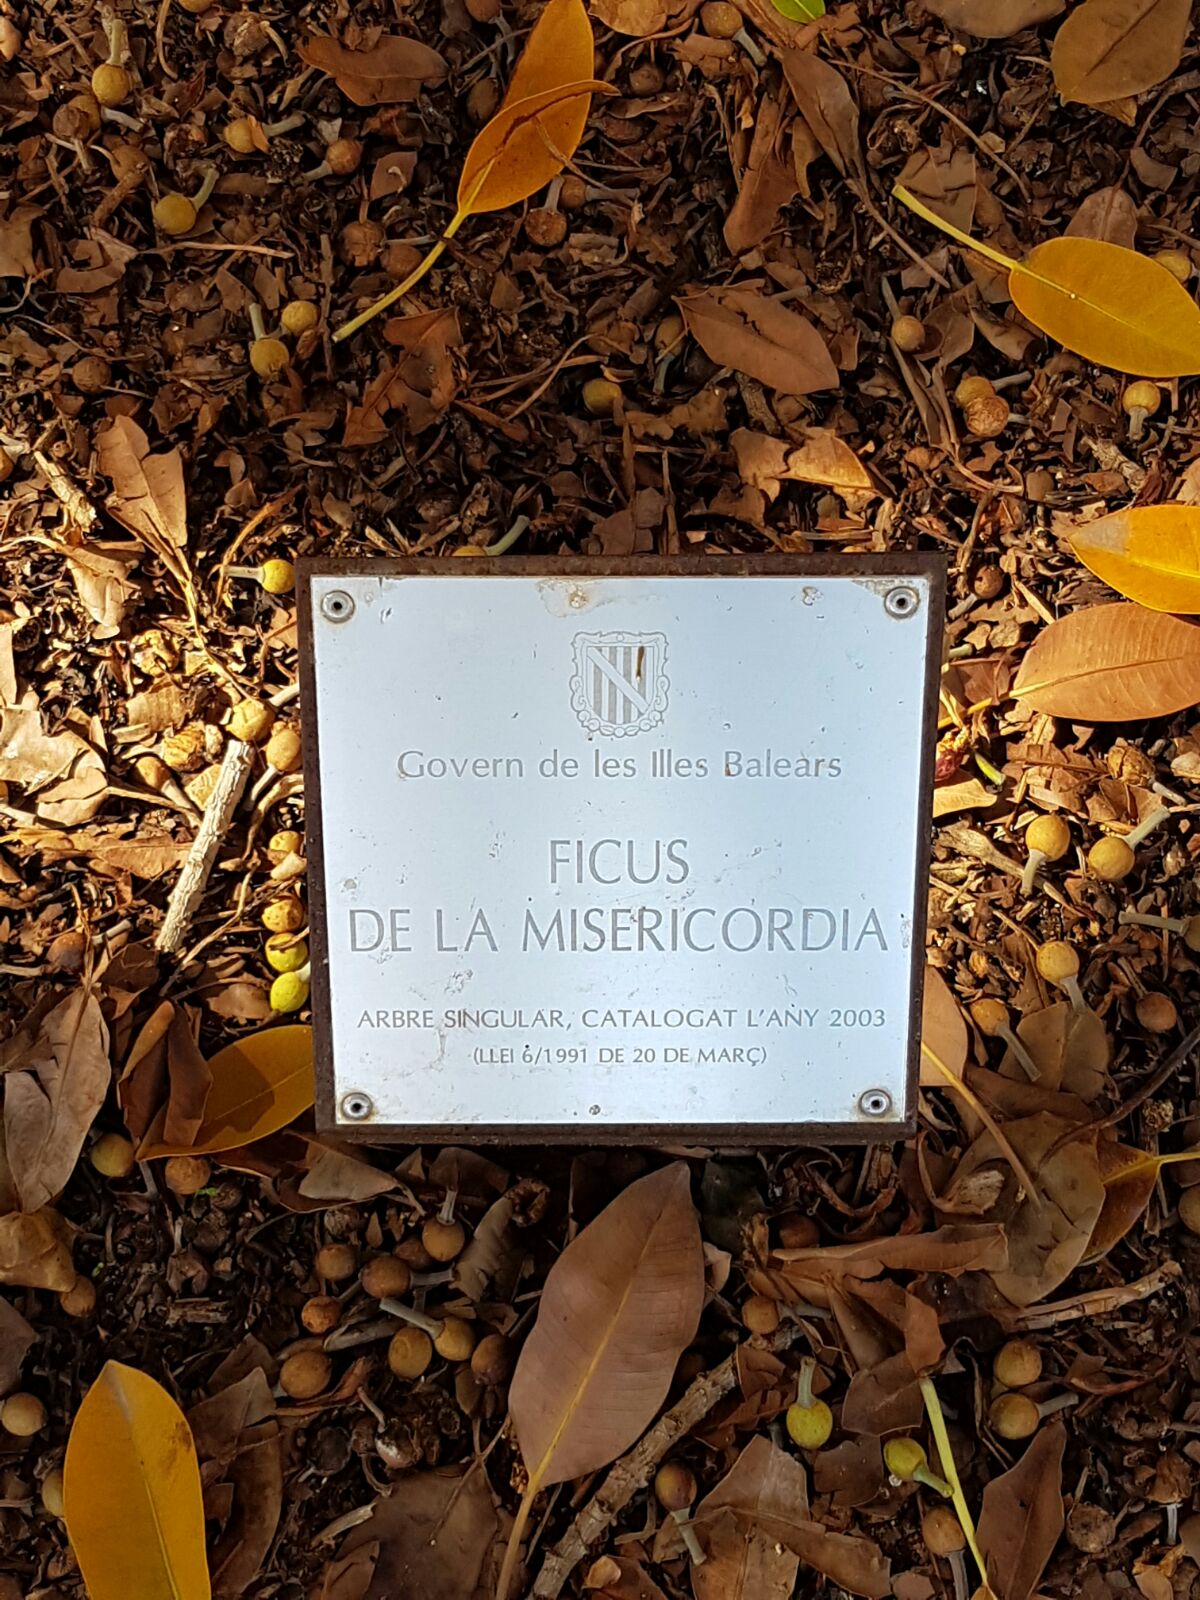 Govern de les Illes Balears
FICUS
DE LA MISERICORDIA
ARBRE SINGULAR, CATALOGAT L'ANY 2003
(LLEI 6/1991 DE 20 DE MARÇ)